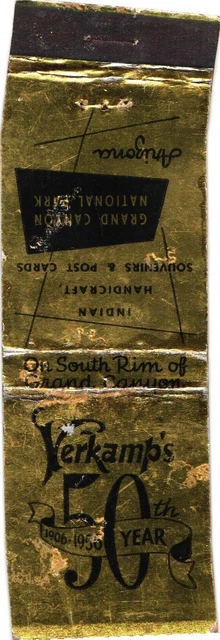 Arizona
GRAND CANYON
NATIONAL PARK
SOUVENIRS & POST CARDS
HANDICRAFT,
INDIAN
On South Rim of
Grand Canyon
Verkamp's
50th
YEAR
1906-1956